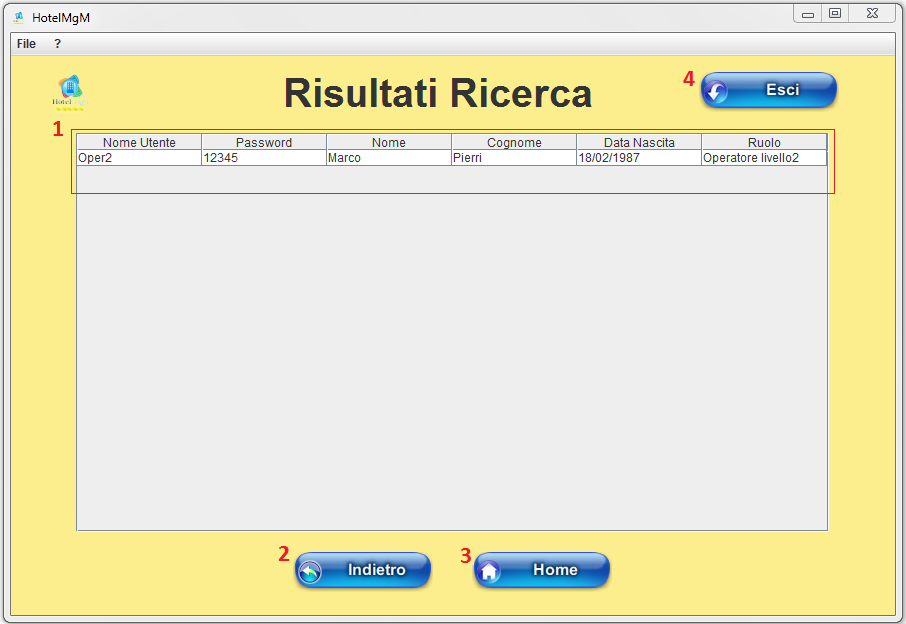 HotelMgM
File ?
Hotel
Risultati Ricerca
4
Esci
1
Nome Utente Password Nome Cognome Data Nascita Ruolo
Oper2 12345 Marco Pierri 18/02/1987 Operatore livello2
2
Indietro
3
Home